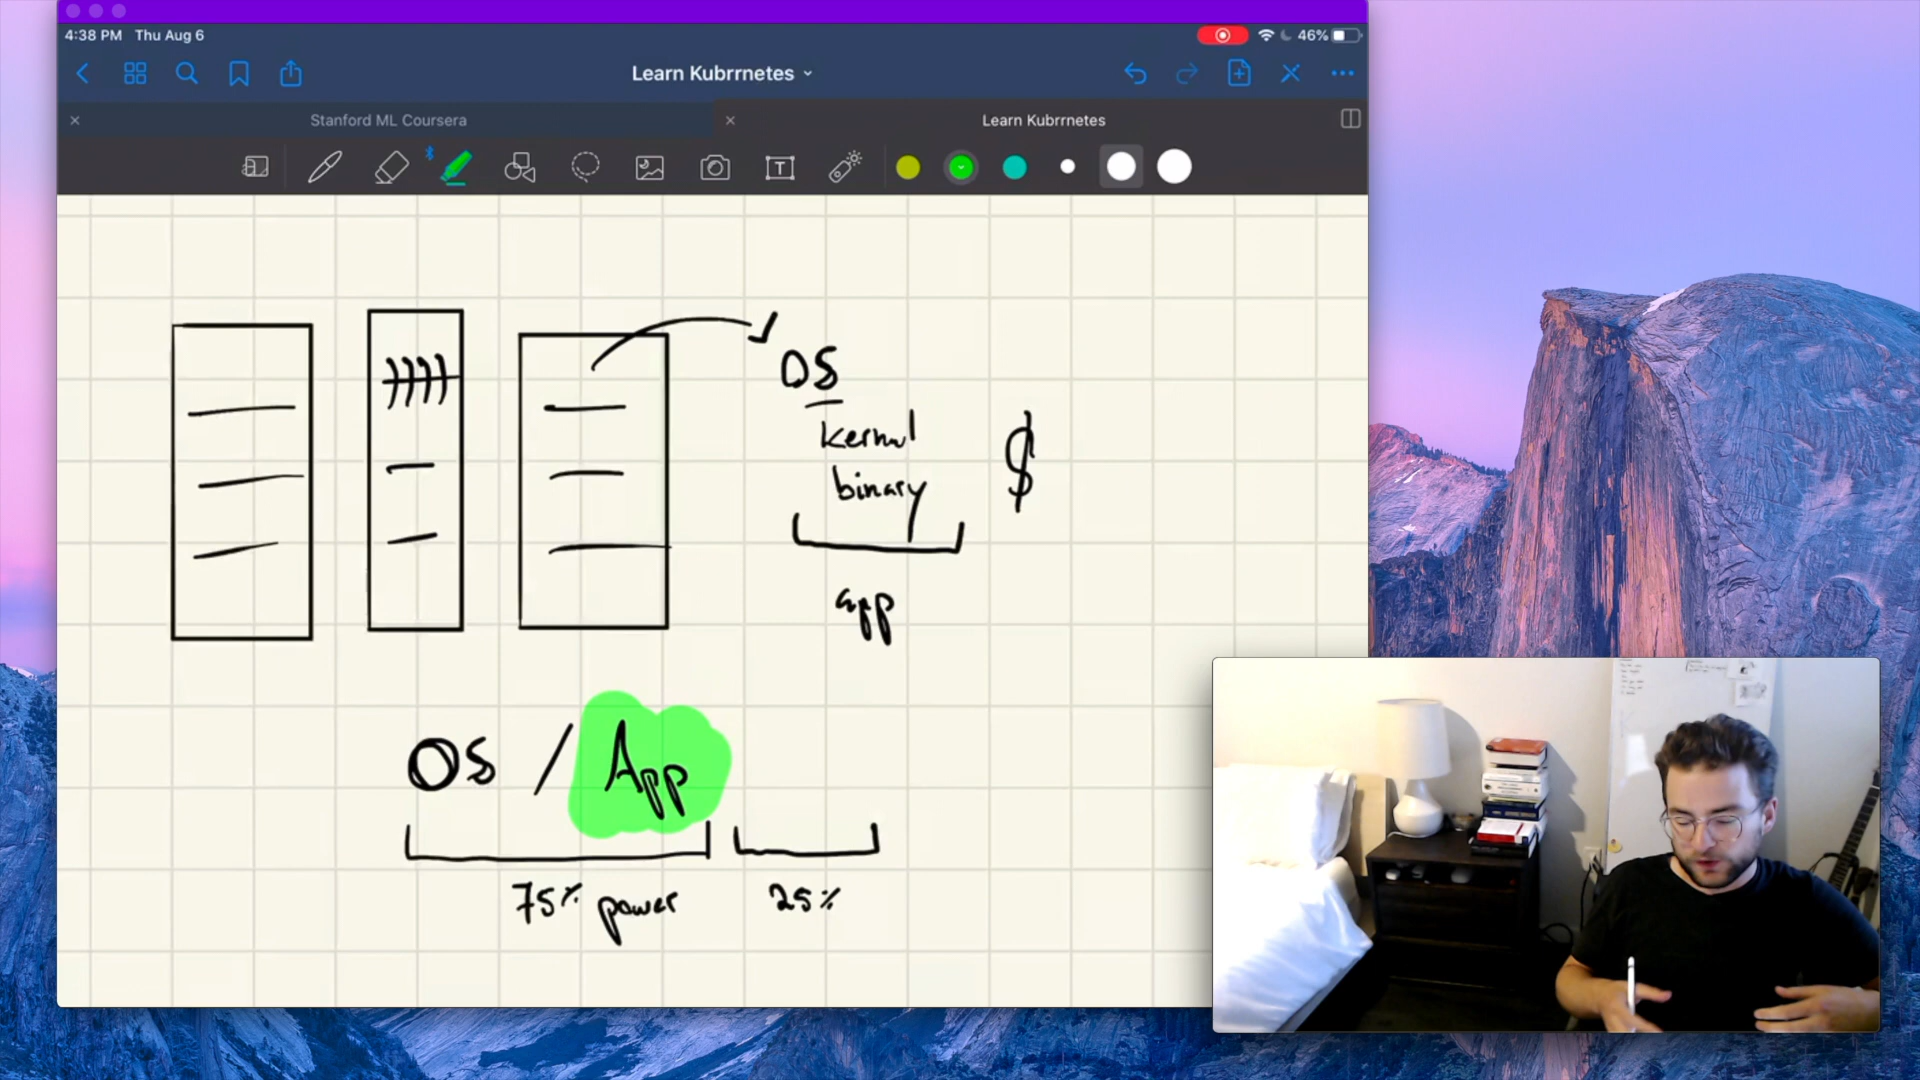 4:38 PM Thu Aug 6
46%
Learn Kubrrnetes
Stanford ML Coursera
Learn Kubrrnetes
T
OS
kernal
binary
$
app
OS / App
75% power
25%